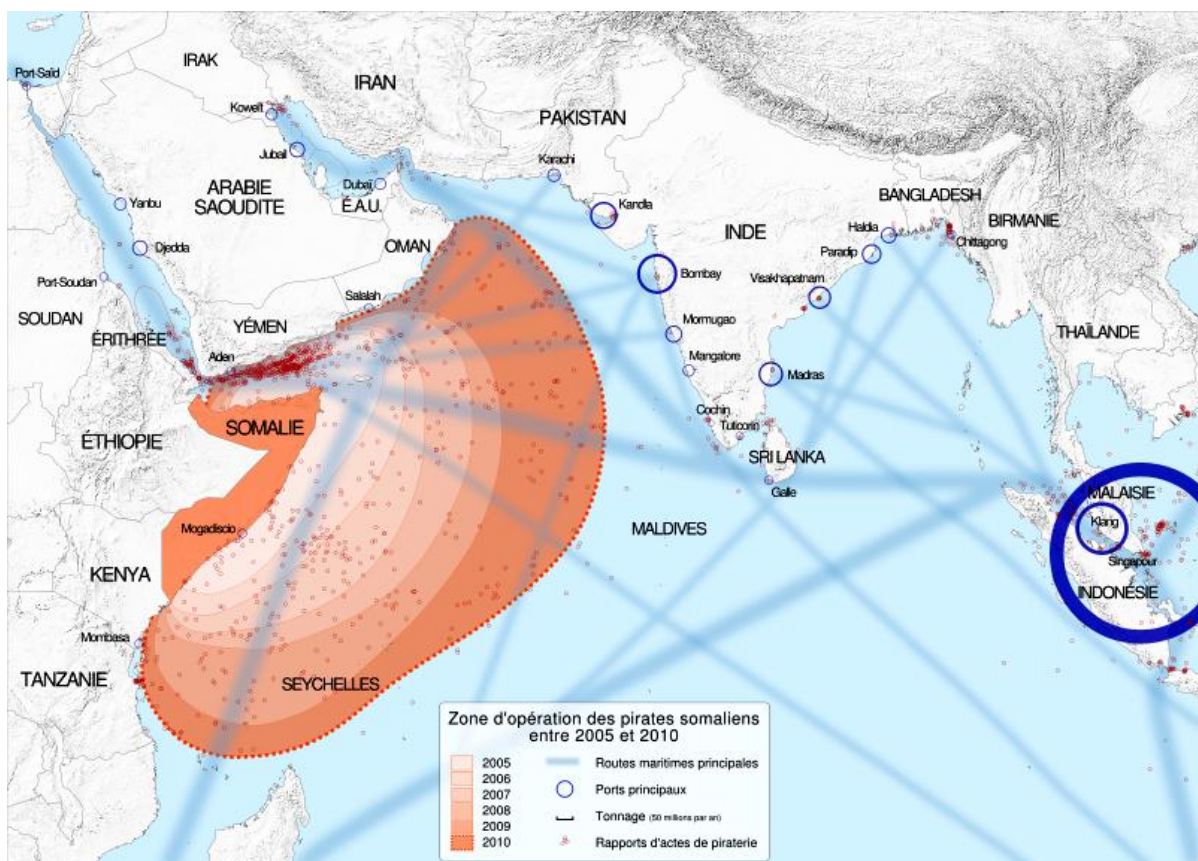 IRAK
Port-Saïd
IRAN
Koweït
PAKISTAN
Jubail
Karachi
Dubaï
ARABIE
SAOUDITE
É.A.U.
Yanbu
Kandla
BANGLADESH
BIRMANIE
Haldia
INDE
Chittagong
Djedda
OMAN
Paradip
Bombay
Port-Soudan
Visakhapatnam
Salalah
SOUDAN
YÉMEN
Mormugao
THAÏLANDE
ÉRITHRÉE
Aden
Mangalore
Madras
Cochin
SOMALIE
Tuticorin
ÉTHIOPIE
SRI LANKA
Galle
MALAISIE
Mogadiscio
MALDIVES
Klang
Singapour
KENYA
INDONÉSIE
Mombasa
TANZANIE
SEYCHELLES
Zone d'opération des pirates somaliens
entre 2005 et 2010
2005
2006
2007
2008
2009
2010
Routes maritimes principales
Ports principaux
Tonnage (50 millions par an)
Rapports d'actes de piraterie